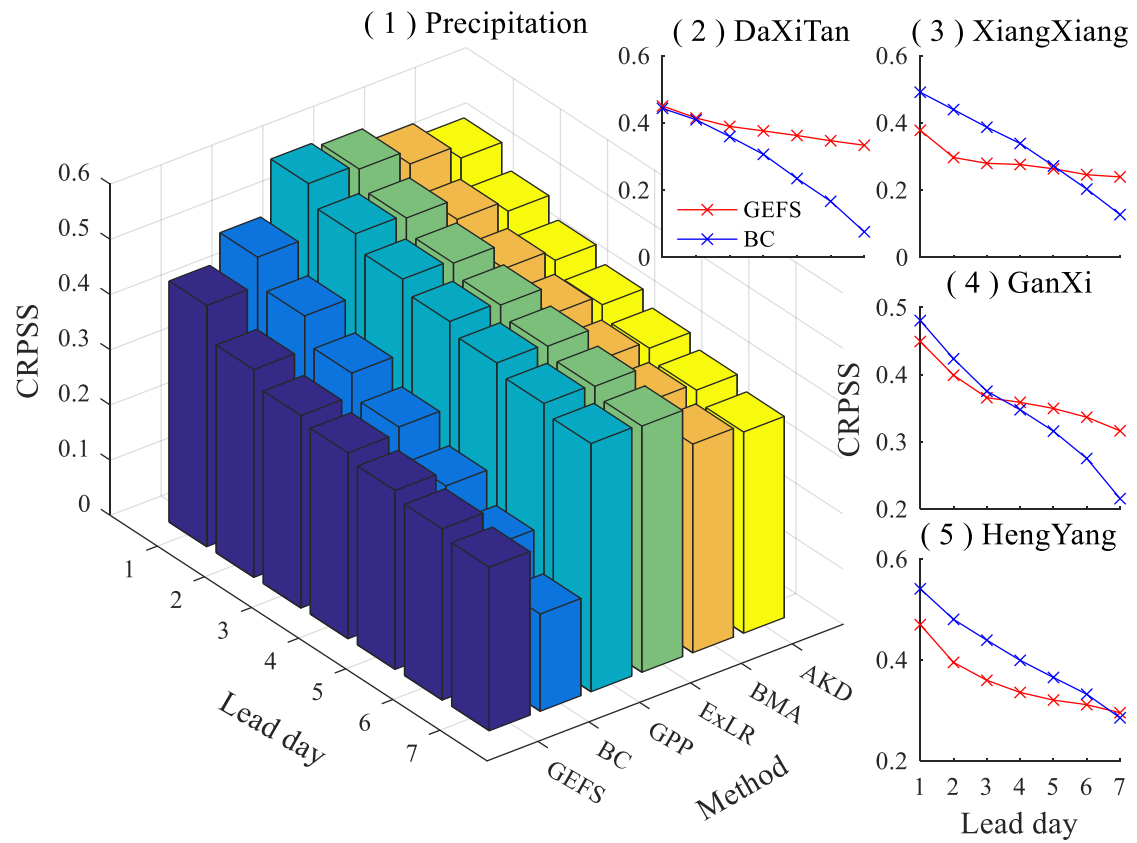 ( 1 ) Precipitation
CRPSS
0.6
0.5
0.4
0.3
0.2
0.1
0
1
2
3
4
5
6
7
Lead day
GEFS
BC
GPP
ExLR
BMA
AKD
Method
( 2 ) DaXiTan
0.6
0.4
0.2
0
GEFS
BC
( 3 ) XiangXiang
0.6
0.4
0.2
0
( 4 ) GanXi
CRPSS
0.5
0.4
0.3
0.2
( 5 ) HengYang
0.6
0.4
0.2
1 2 3 4 5 6 7
Lead day